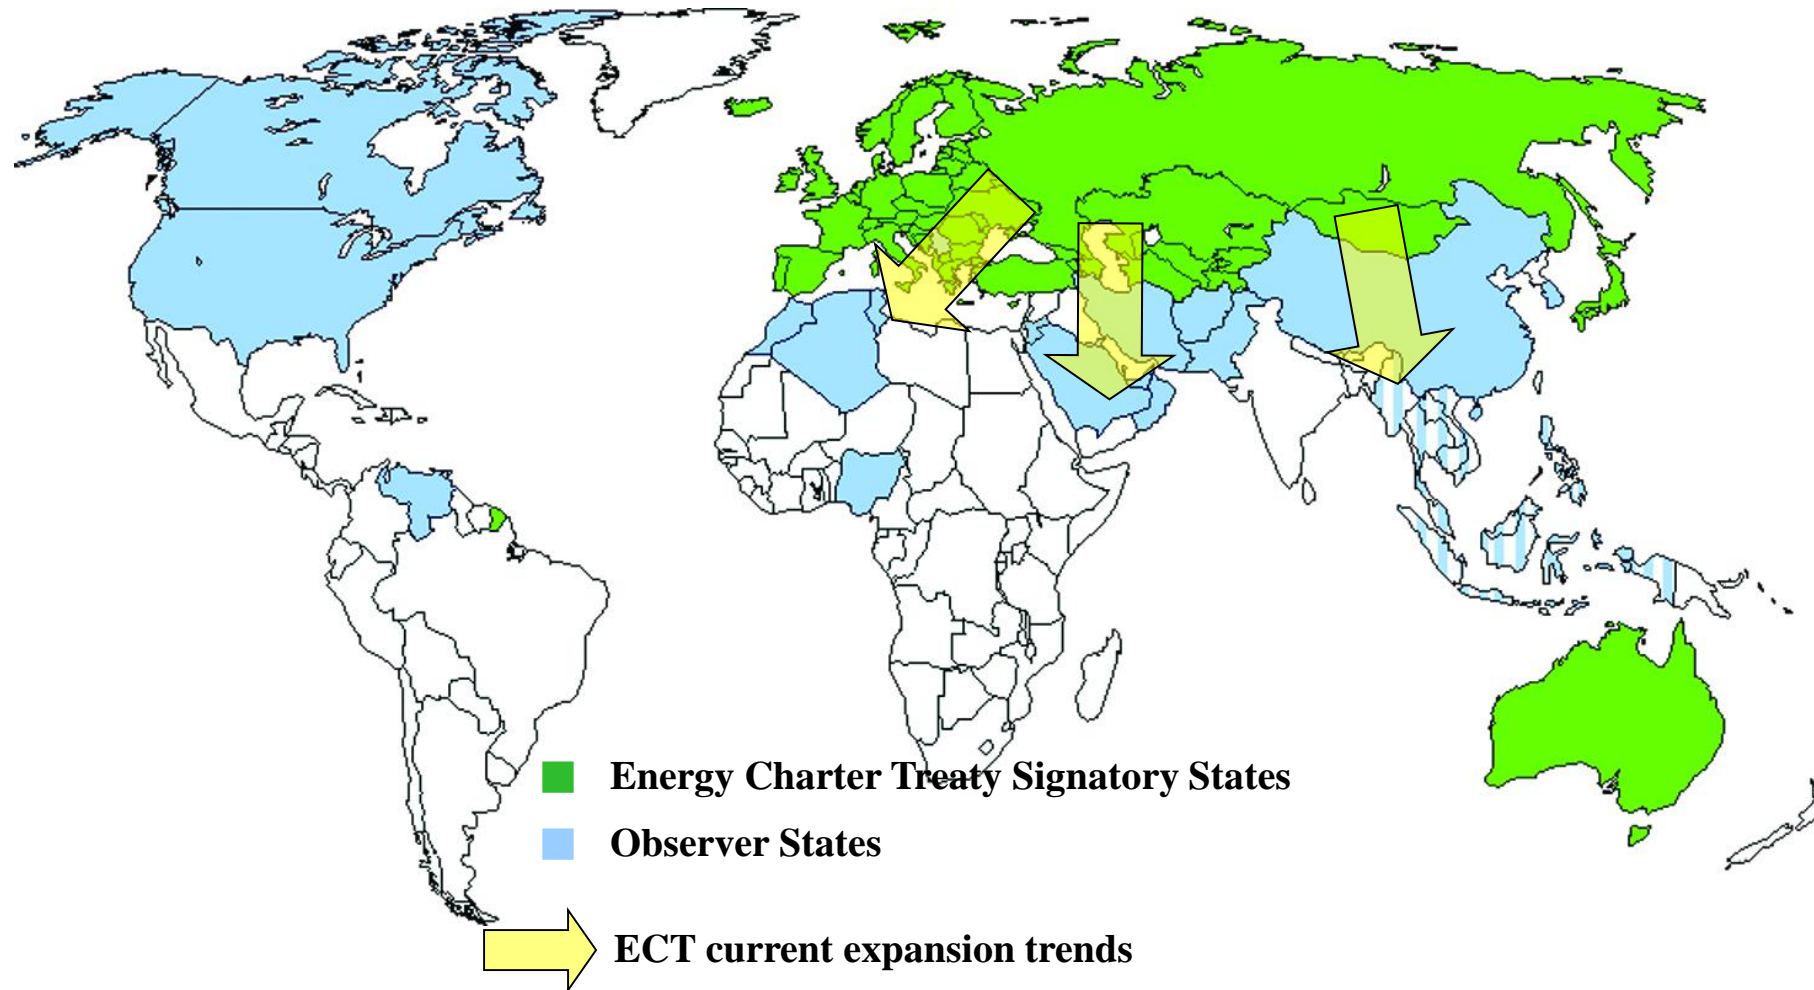 Energy Charter Treaty Signatory States
Observer States
ECT current expansion trends